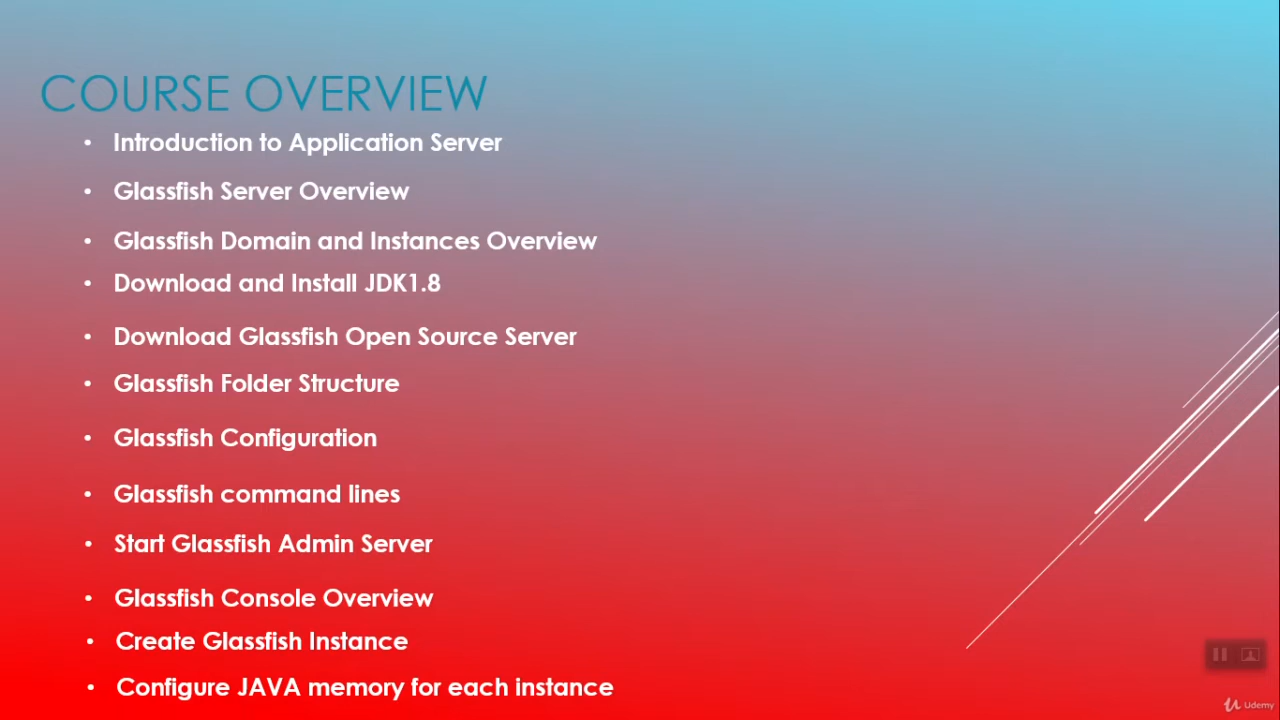 COURSE OVERVIEW
• Introduction to Application Server
• Glassfish Server Overview
• Glassfish Domain and Instances Overview
• Download and Install JDK1.8
• Download Glassfish Open Source Server
• Glassfish Folder Structure
• Glassfish Configuration
• Glassfish command lines
• Start Glassfish Admin Server
• Glassfish Console Overview
• Create Glassfish Instance
• Configure JAVA memory for each instance
Udemy